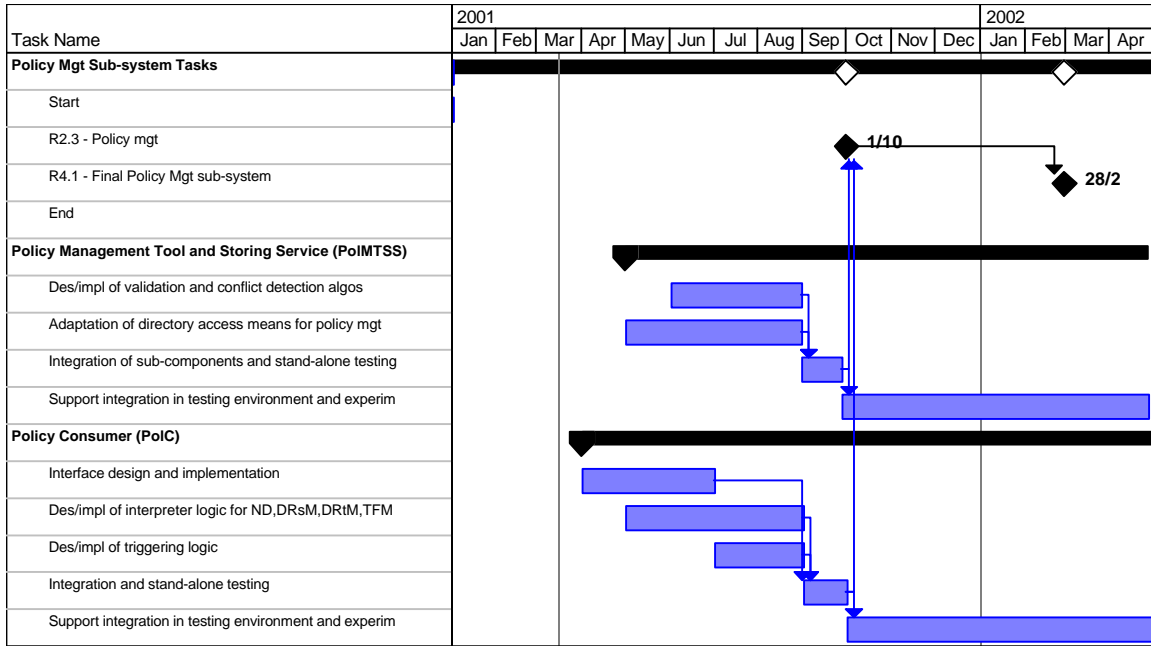 2001 2002
Task Name Jan Feb Mar Apr May Jun Jul Aug Sep Oct Nov Dec Jan Feb Mar Apr
Policy Mgt Sub-system Tasks
Start
R2.3 - Policy mgt 1/10
R4.1 - Final Policy Mgt sub-system 28/2
End
Policy Management Tool and Storing Service (PolMTSS)
Des/impl of validation and conflict detection algos
Adaptation of directory access means for policy mgt
Integration of sub-components and stand-alone testing
Support integration in testing environment and experim
Policy Consumer (PolC)
Interface design and implementation
Des/impl of interpreter logic for ND,DRsM,DRtM,TFM
Des/impl of triggering logic
Integration and stand-alone testing
Support integration in testing environment and experim